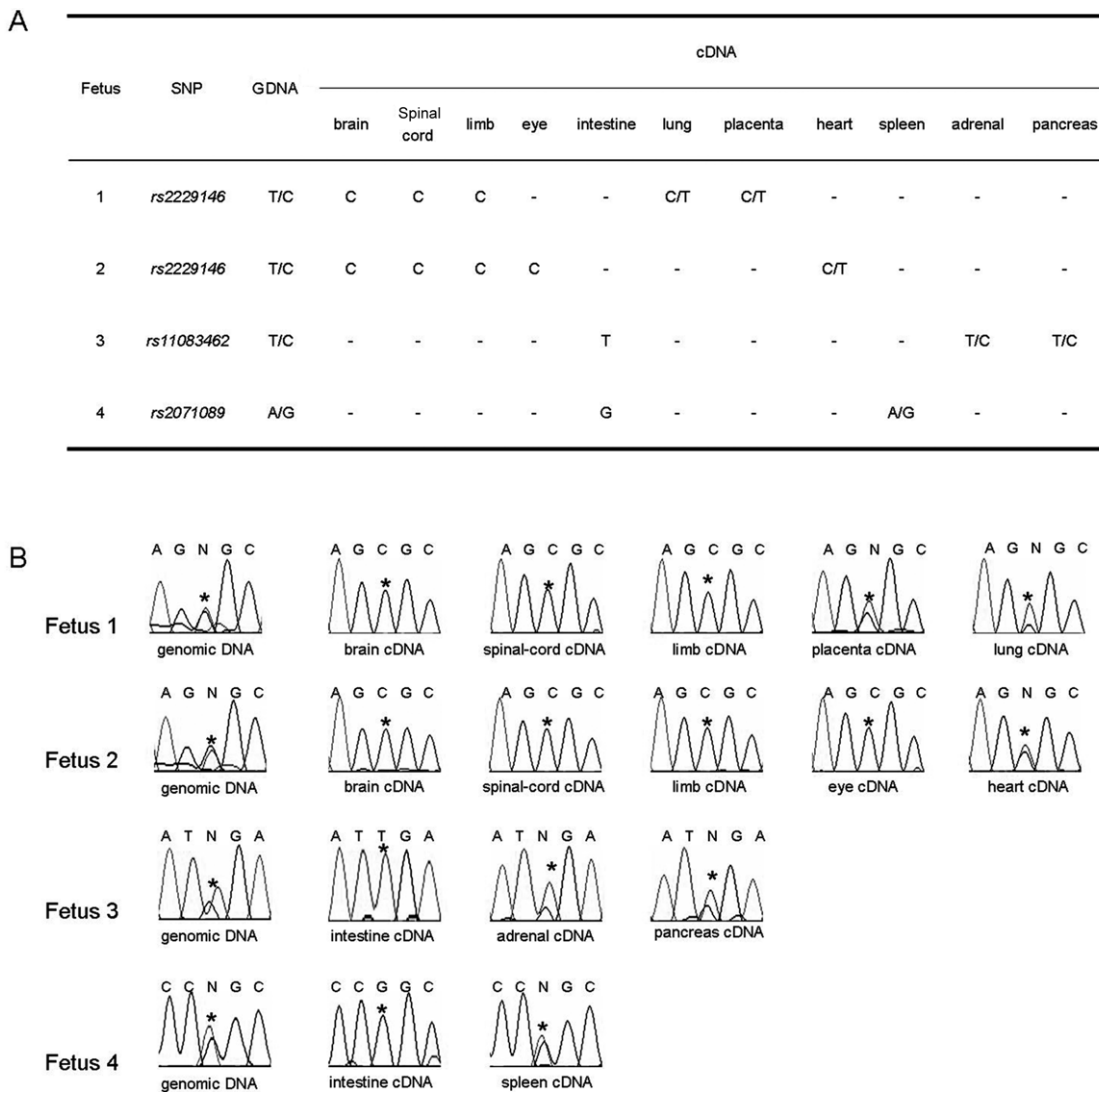 A
cDNA
Fetus SNP GDNA
brain Spinal cord limb eye intestine lung placenta heart spleen adrenal pancreas
1 rs2229146 T/C C C C - - C/T C/T - - - -
2 rs2229146 T/C C C C C - - - C/T - - -
3 rs11083462 T/C - - - - T - - - - T/C T/C
4 rs2071089 A/G - - - - G - - - A/G - -
B
A G N G C A G C G C A G C G C A G C G C A G N G C A G N G C
* * * * * *
Fetus 1
genomic DNA brain cDNA spinal-cord cDNA limb cDNA placenta cDNA lung cDNA
A G N G C A G C G C A G C G C A G C G C A G C G C A G N G C
* * * * * *
Fetus 2
genomic DNA brain cDNA spinal-cord cDNA limb cDNA eye cDNA heart cDNA
A T N G A A T T G A A T N G A A T N G A
* * * *
Fetus 3
genomic DNA intestine cDNA adrenal cDNA pancreas cDNA
C C N G C C C G G C C C N G C
* * *
Fetus 4
genomic DNA intestine cDNA spleen cDNA